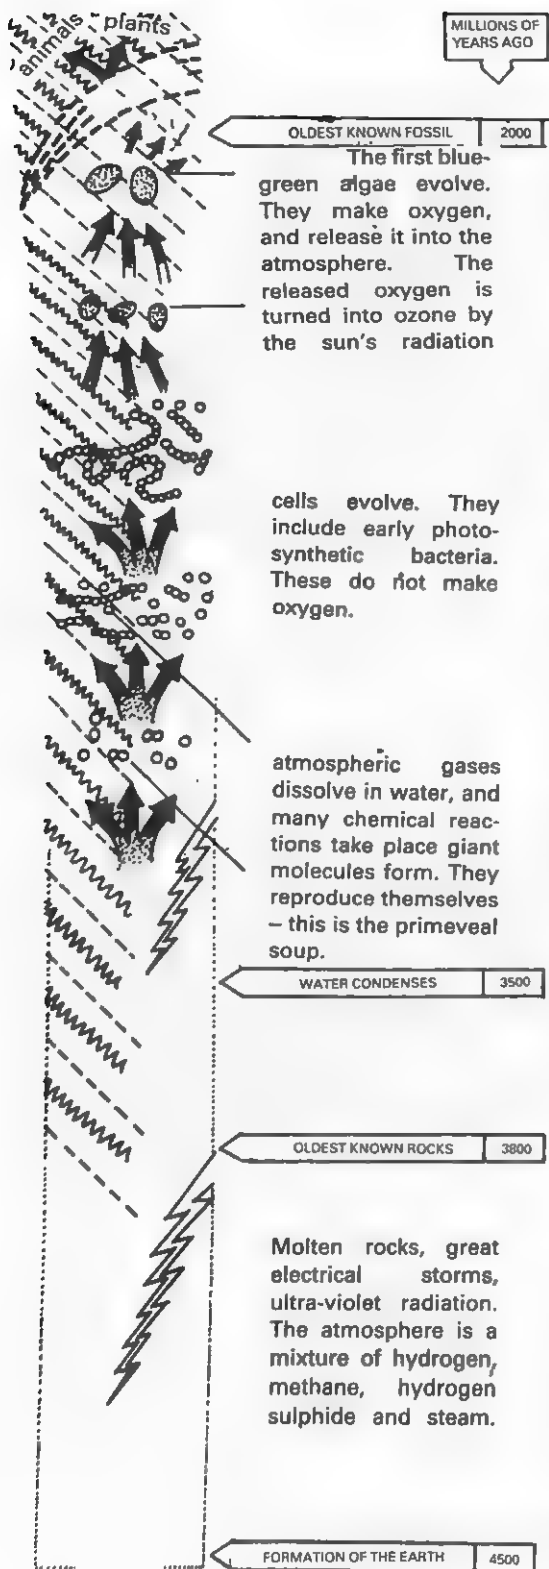 animals
plants
MILLIONS OF
YEARS AGO
OLDEST KNOWN FOSSIL 2000
The first blue-
green algae evolve.
They make oxygen,
and release it into the
atmosphere. The
released oxygen is
turned into ozone by
the sun's radiation
cells evolve. They
include early photo-
synthetic bacteria.
These do not make
oxygen.
atmospheric gases
dissolve in water, and
many chemical reac-
tions take place giant
molecules form. They
reproduce themselves
– this is the primeveal
soup.
WATER CONDENSES 3500
OLDEST KNOWN ROCKS 3800
Molten rocks, great
electrical storms,
ultra-violet radiation.
The atmosphere is a
mixture of hydrogen,
methane, hydrogen
sulphide and steam.
FORMATION OF THE EARTH 4500